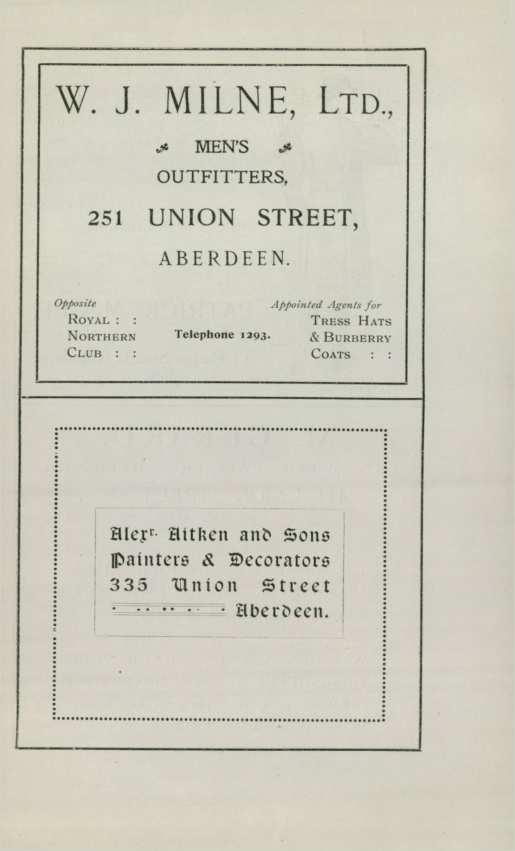 W. J. MILNE, LTD.,
MEN'S
OUTFITTERS,
251 UNION STREET,
ABERDEEN.
Opposite
ROYAL : :
NORTHERN
CLUB : :
Telephone 1293.
Appointed Agents for
TRESS HATS
& BURBERRY
COATS : :
Alexr. Aitken and Sons
Painters & Decorators
335 Union Street
Aberdeen.